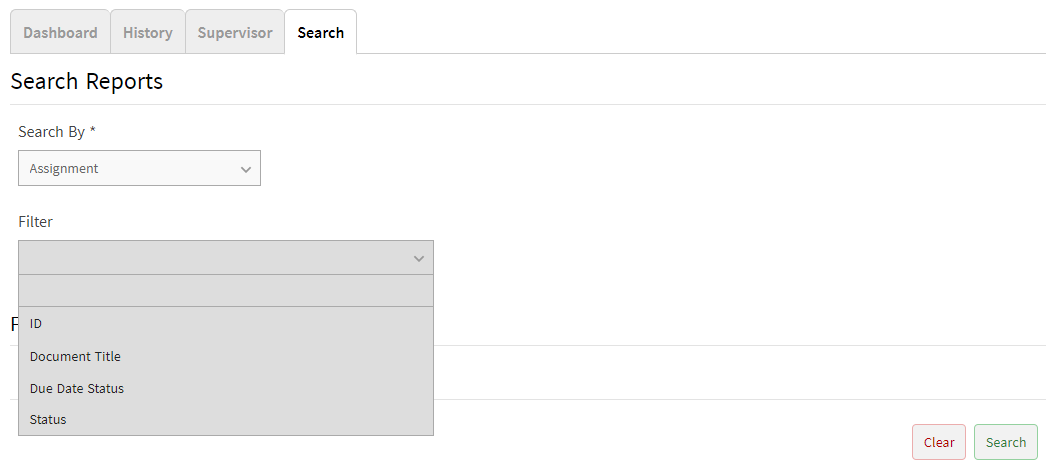 Dashboard History Supervisor Search
Search Reports
Search By *
Assignment
Filter
ID
Document Title
Due Date Status
Status
Clear Search